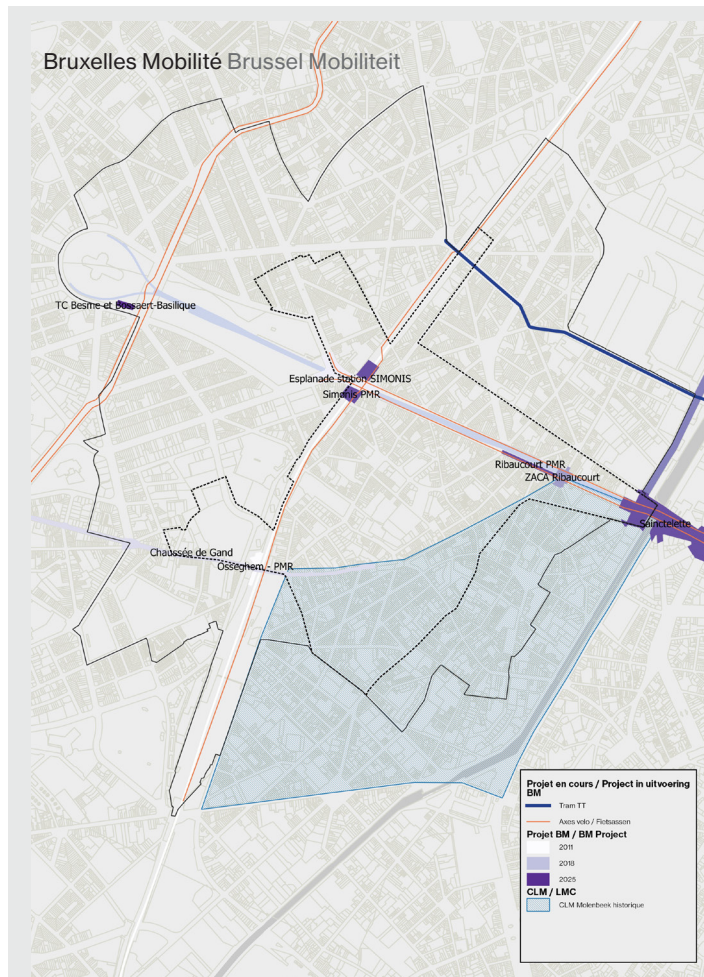 Bruxelles Mobilité Brussel Mobiliteit
TC Besme et Bossaert-Basilique
Esplanade station SIMONIS
Simonis PMR
Ribaucourt PMR
ZACA Ribaucourt
Sainctelette
Chaussée de Gand
Osseghem - PMR
Projet en cours / Project in uitvoering
BM
Tram TT
Axes velo / Fietsassen
Projet BM / BM Project
2011
2018
2025
CLM / LMC
CLM Molenbeek historique